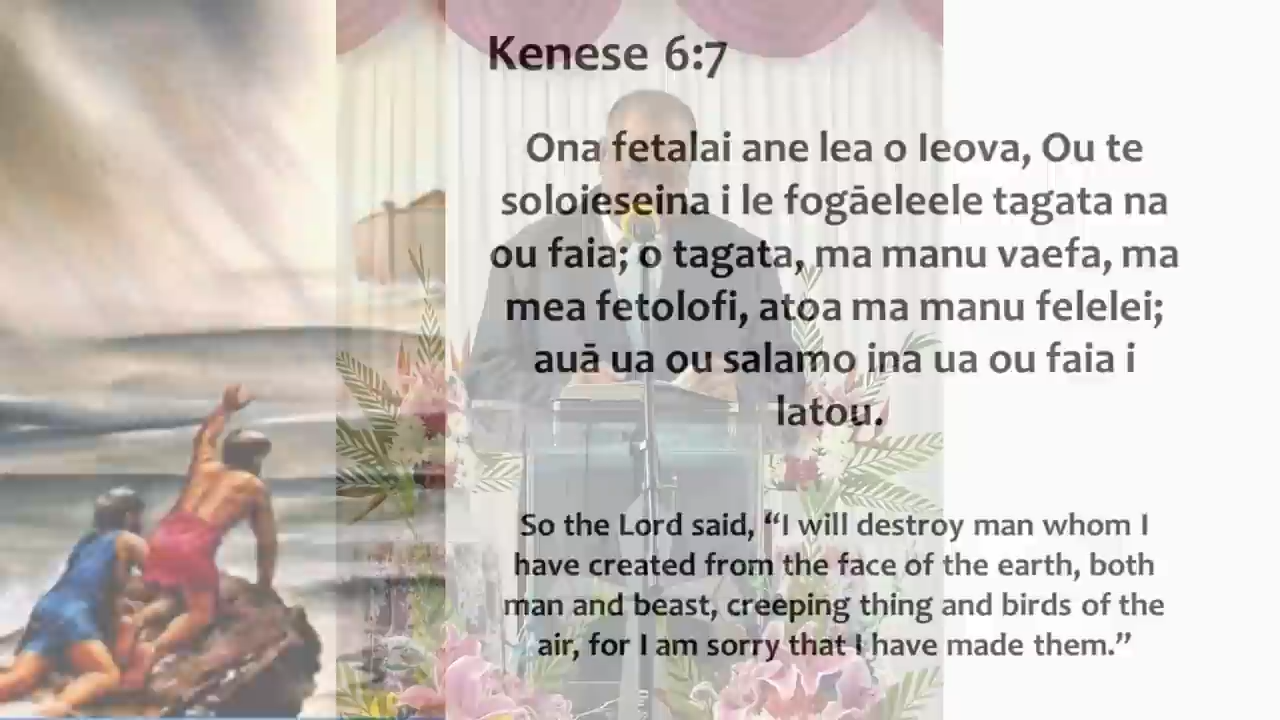 Kenese 6:7
Ona fetalai ane lea o Ieova, Ou te
soloieseina i le fogāeleele tagata na
ou faia; o tagata, ma manu vaefa, ma
mea fetolofi, atoa ma manu felelei;
auā ua ou salamo ina ua ou faia i
latou.
So the Lord said, “I will destroy man whom I
have created from the face of the earth, both
man and beast, creeping thing and birds of the
air, for I am sorry that I have made them.”